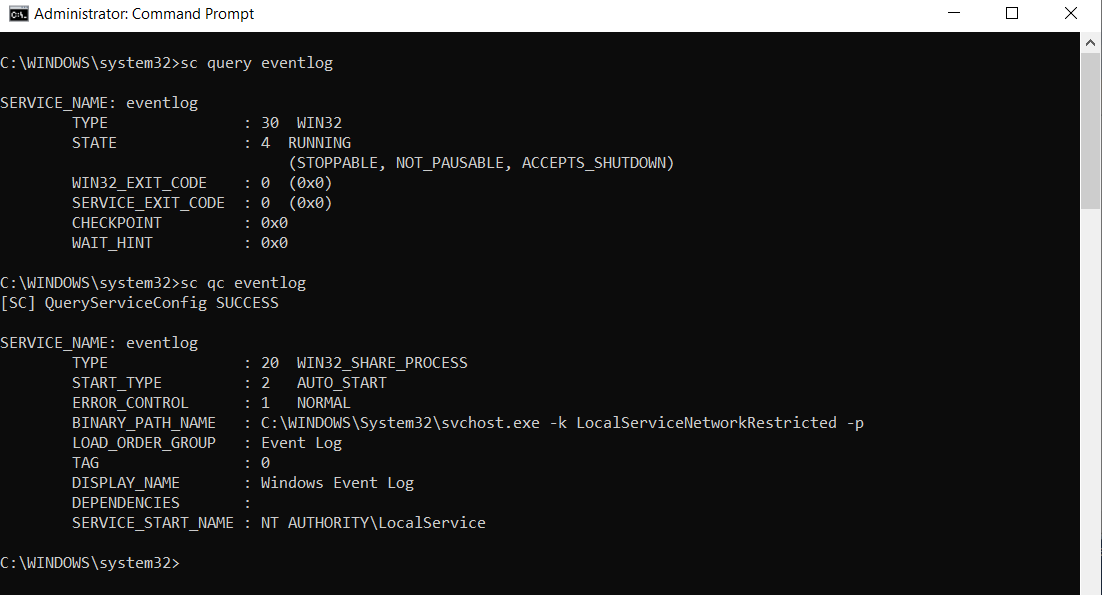 Administrator: Command Prompt
C:\WINDOWS\system32>sc query eventlog
SERVICE_NAME: eventlog
        TYPE               : 30  WIN32
        STATE              : 4  RUNNING
                                (STOPPABLE, NOT_PAUSABLE, ACCEPTS_SHUTDOWN)
        WIN32_EXIT_CODE    : 0  (0x0)
        SERVICE_EXIT_CODE  : 0  (0x0)
        CHECKPOINT         : 0x0
        WAIT_HINT          : 0x0
C:\WINDOWS\system32>sc qc eventlog
[SC] QueryServiceConfig SUCCESS
SERVICE_NAME: eventlog
        TYPE               : 20  WIN32_SHARE_PROCESS
        START_TYPE         : 2   AUTO_START
        ERROR_CONTROL      : 1   NORMAL
        BINARY_PATH_NAME   : C:\WINDOWS\System32\svchost.exe -k LocalServiceNetworkRestricted -p
        LOAD_ORDER_GROUP   : Event Log
        TAG                : 0
        DISPLAY_NAME       : Windows Event Log
        DEPENDENCIES       :
        SERVICE_START_NAME : NT AUTHORITY\LocalService
C:\WINDOWS\system32>